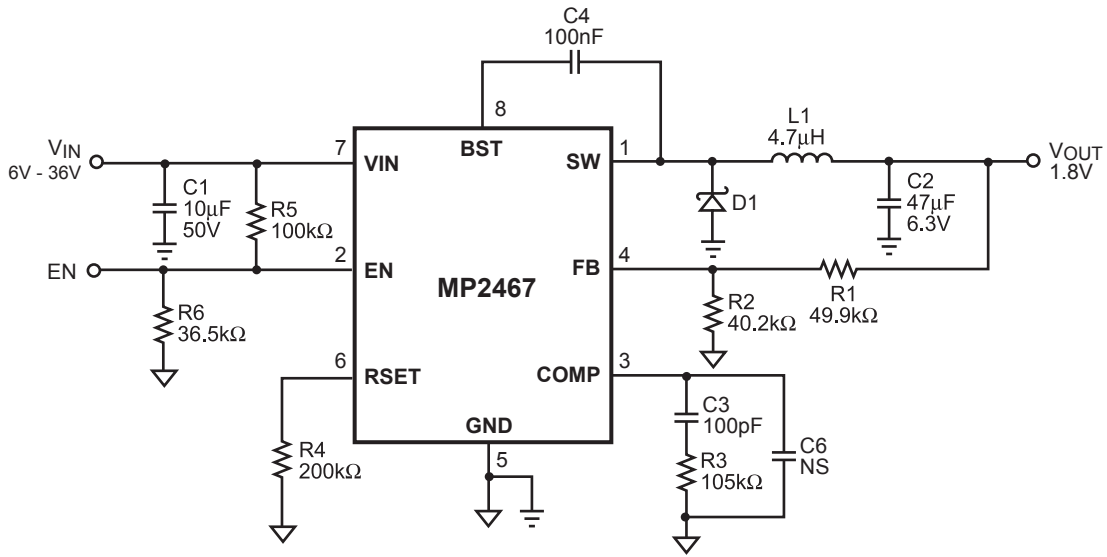 C4
100nF
8
BST
VIN
6V - 36V
7
VIN
C1
10µF
50V
R5
100kΩ
SW
1
L1
4.7µH
VOUT
1.8V
D1
C2
47µF
6.3V
EN
2
EN
MP2467
FB
4
R1
49.9kΩ
R2
40.2kΩ
R6
36.5kΩ
6
RSET
COMP
3
R4
200kΩ
GND
5
C3
100pF
R3
105kΩ
C6
NS